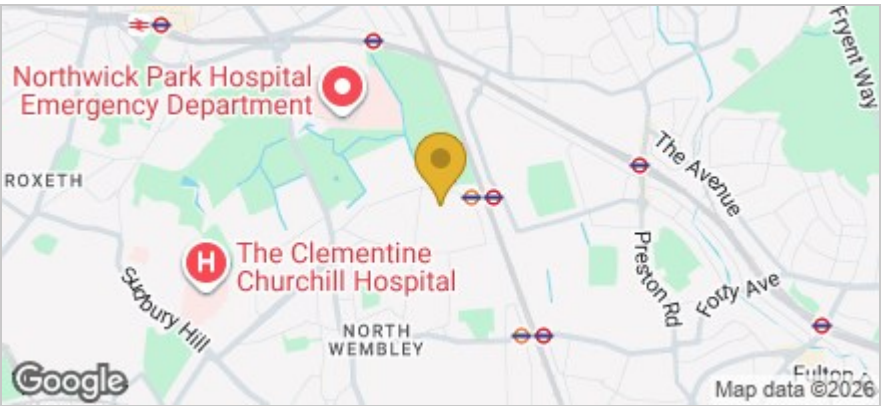 Fryent Way
Northwick Park Hospital
Emergency Department
The Avenue
ROXETH
H
The Clementine
Churchill Hospital
Preston Rd
Forty Ave
Sudbury Hill
NORTH
WEMBLEY
Google
Map data ©2026